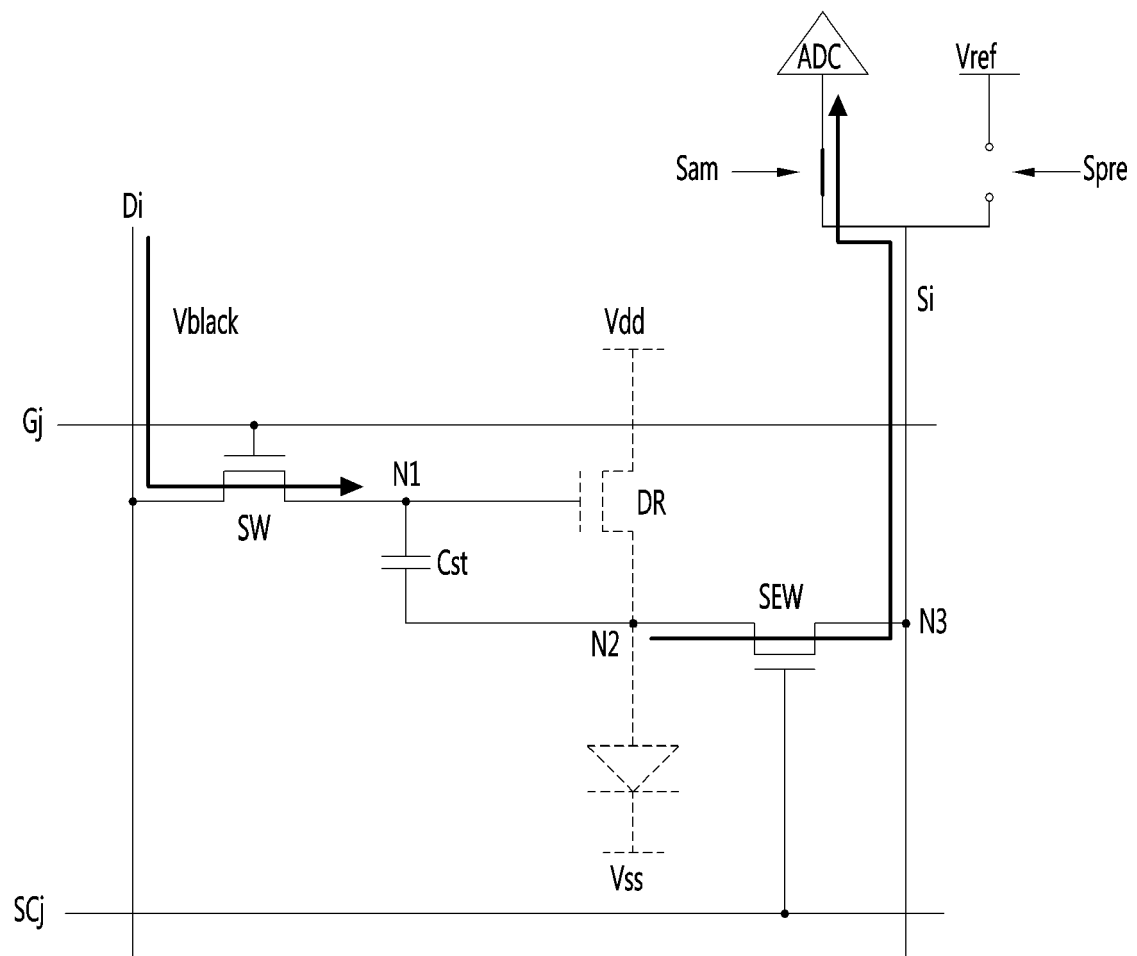 ADC
Vref
Sam
Spre
Di
Si
Vblack
Vdd
Gj
N1
DR
SW
Cst
SEW
N2
N3
Vss
SCj